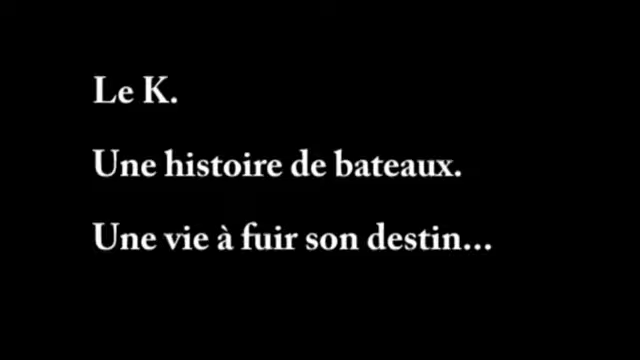 Le K.
Une histoire de bateaux.
Une vie à fuir son destin...